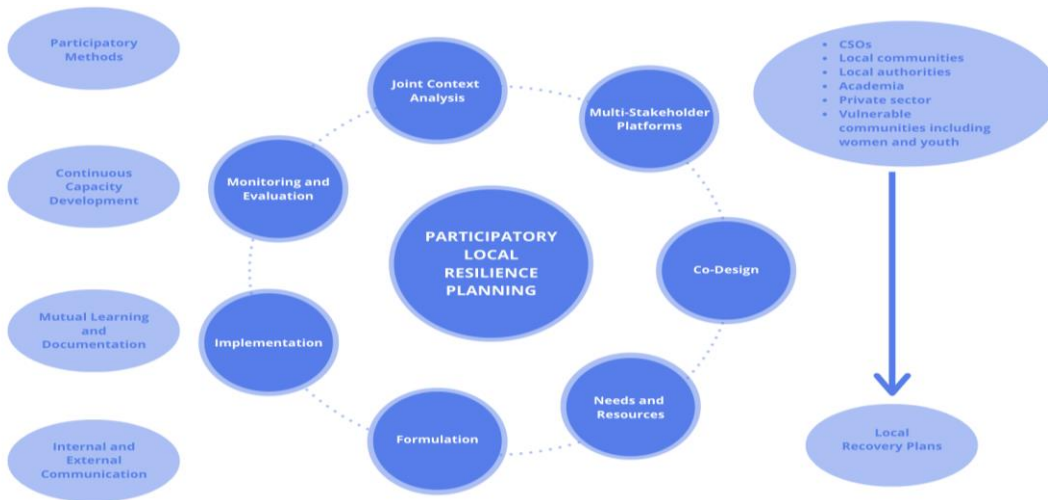 Participatory
Methods
Continuous
Capacity
Development
Mutual Learning
and
Documentation
Internal and
External
Communication
Joint Context
Analysis
Multi-Stakeholder
Platforms
Co-Design
Needs and
Resources
Formulation
Implementation
Monitoring and
Evaluation
PARTICIPATORY
LOCAL
RESILIENCE
PLANNING
• CSOs
• Local communities
• Local authorities
• Academia
• Private sector
• Vulnerable
communities including
women and youth
Local
Recovery Plans